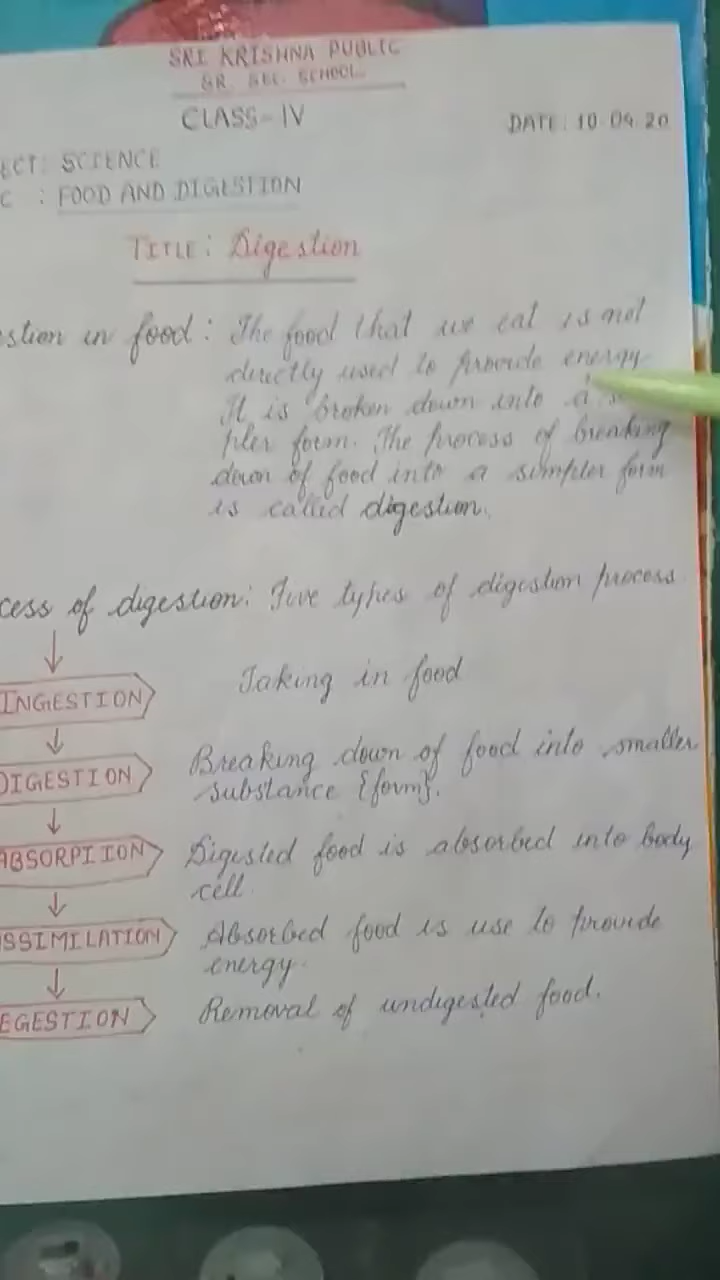 SRI KRISHNA PUBLIC
SR. SEC. SCHOOL
CLASS-IV
DATE: 10.04.20
ECT: SCIENCE
C : FOOD AND DIGESTION
TITLE: Digestion
stion in food: The food that we eat is not
directly used to provide energy.
It is broken down into a
pler form. The process of breaking
down of food into a simpler form
is called digestion.
cess of digestion: Five types of digestion process
INGESTION Taking in food
DIGESTION Breaking down of food into smaller
substance {form}.
ABSORPTION Digested food is absorbed into body
cell
SSIMILATION Absorbed food is use to provide
energy.
EGESTION Removal of undigested food.